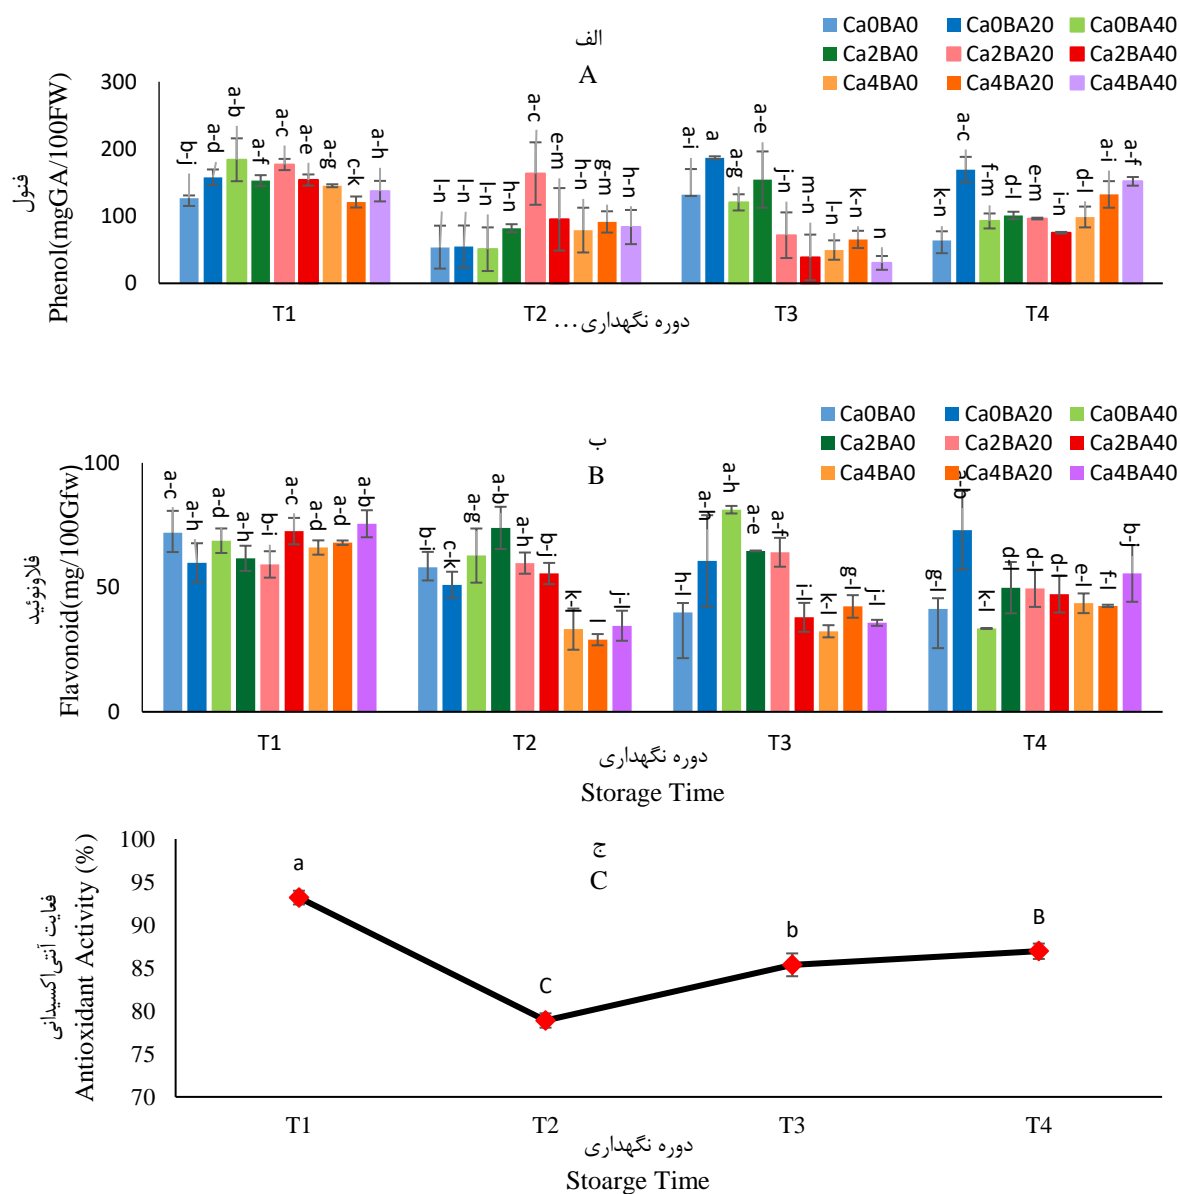 الف
A
Ca0BA0 Ca0BA20 Ca0BA40
Ca2BA0 Ca2BA20 Ca2BA40
Ca4BA0 Ca4BA20 Ca4BA40
فنول
Phenol(mgGA/100FW)
300
200
100
0
b-j a-d a-b a-f a-c a-e a-g c-k a-h
l-n l-n l-n h-n a-c e-m h-n g-m h-n
a-i a a-g a-e j-n m-n l-n k-n n
k-n a-c f-m d-l e-m i-n d-l a-i a-f
T1 T2 T3 T4
دوره نگهداری...
ب
B
Ca0BA0 Ca0BA20 Ca0BA40
Ca2BA0 Ca2BA20 Ca2BA40
Ca4BA0 Ca4BA20 Ca4BA40
فلاونوئید
Flavonoid(mg/100Gfw)
100
50
0
a-c a-h a-d a-h b-i a-c a-d a-d a-b
b-i c-k a-g a-b a-h b-j k-l l j-l
h-l a-h a-h a-e a-f i-l k-l g-l j-l
g-l a-b k-l d-l d-l d-l e-l f-l b-j
T1 T2 T3 T4
دوره نگهداری
Storage Time
ج
C
فعایت آنتی‌اکسیدانی
Antioxidant Activity (%)
100
95
90
85
80
75
70
a C b B
T1 T2 T3 T4
دوره نگهداری
Stoarge Time